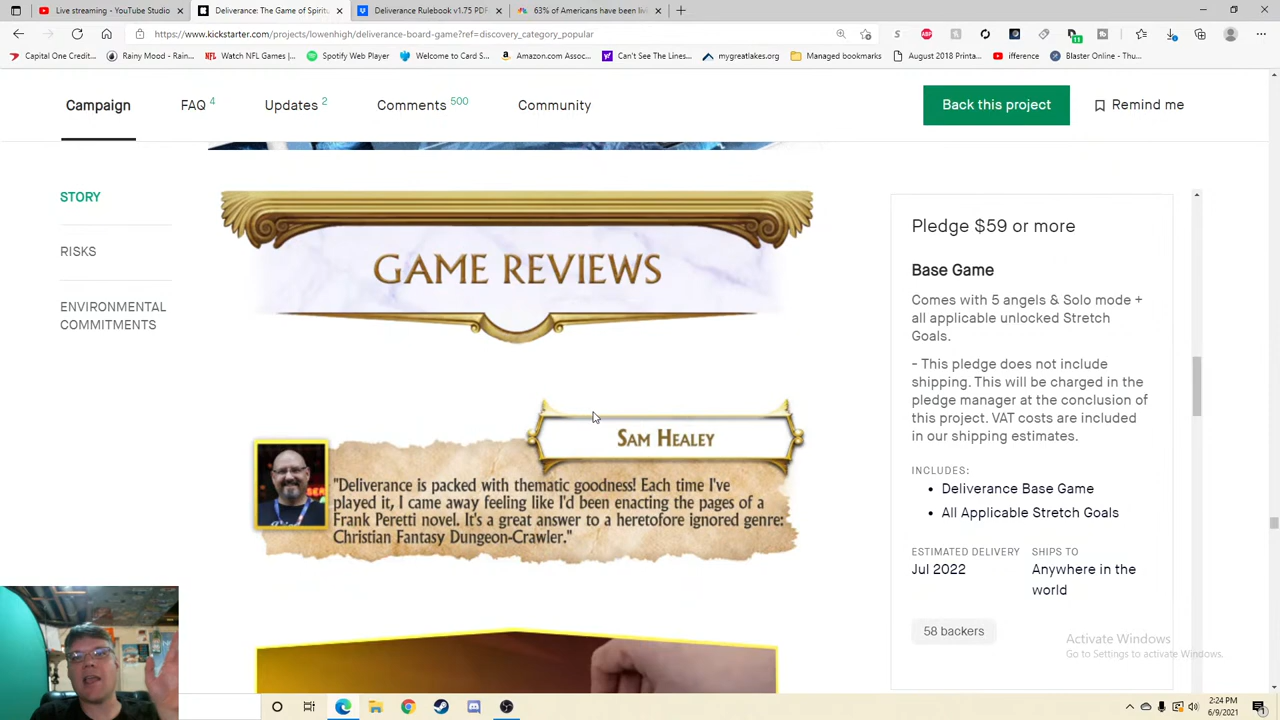 Live streaming - YouTube Studio
Deliverance: The Game of Spiritu
Deliverance Rulebook v1.75 PDF
63% of Americans have been livi
https://www.kickstarter.com/projects/lowenhigh/deliverance-board-game?ref=discovery_category_popular
Capital One Credit...
Rainy Mood - Rain...
Watch NFL Games |...
Spotify Web Player
Welcome to Card S...
Amazon.com Assoc...
Can't See The Lines...
mygreatlakes.org
Managed bookmarks
August 2018 Printa...
ifference
Blaster Online - Thu...
Campaign
FAQ 4
Updates 2
Comments 500
Community
Back this project
Remind me
STORY
RISKS
ENVIRONMENTAL
COMMITMENTS
GAME REVIEWS
SAM HEALEY
"Deliverance is packed with thematic goodness! Each time I've
played it, I came away feeling like I'd been enacting the pages of a
Frank Peretti novel. It's a great answer to a heretofore ignored genre:
Christian Fantasy Dungeon-Crawler."
Pledge $59 or more
Base Game
Comes with 5 angels & Solo mode +
all applicable unlocked Stretch
Goals.
- This pledge does not include
shipping. This will be charged in the
pledge manager at the conclusion of
this project. VAT costs are included
in our shipping estimates.
INCLUDES:
• Deliverance Base Game
• All Applicable Stretch Goals
ESTIMATED DELIVERY
Jul 2022
SHIPS TO
Anywhere in the
world
58 backers
Activate Windows
Go to Settings to activate Windows.
2:24 PM
6/9/2021